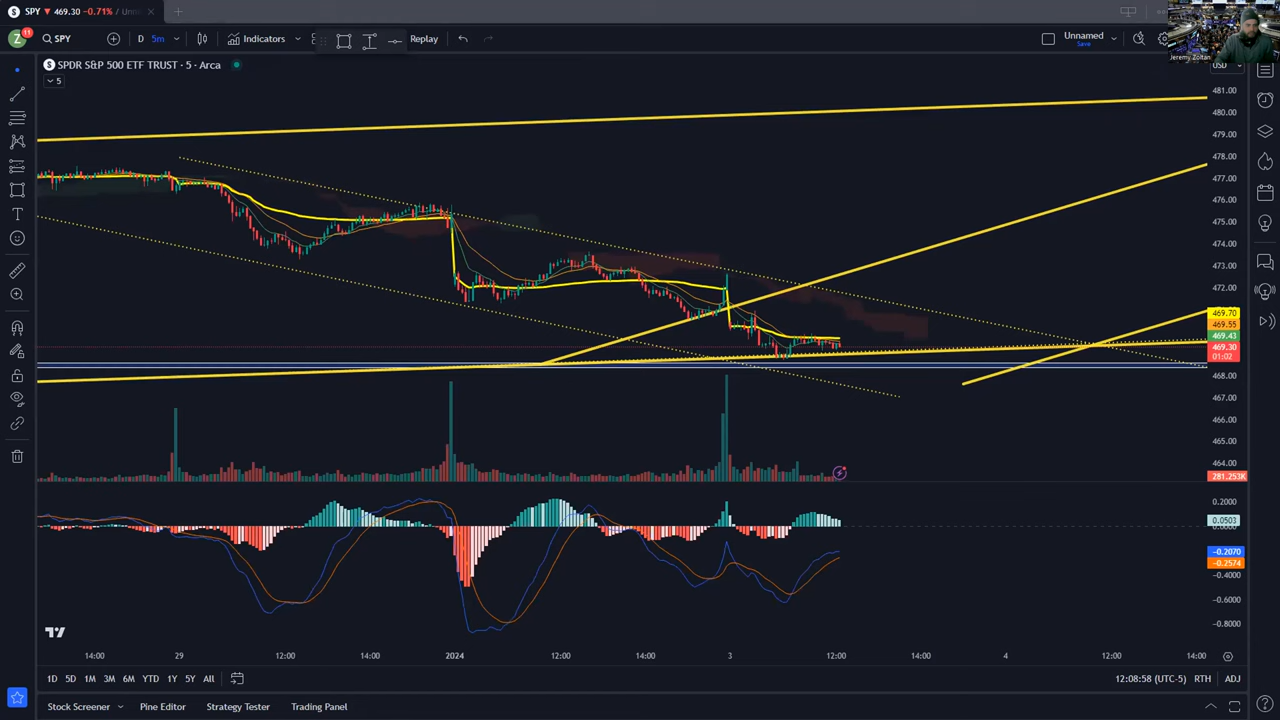 SPY ▼ 469.30 −0.71% / Un
Z 11 SPY D 5m Indicators Replay Unnamed
Save
Jeremy Zoltan
SPDR S&P 500 ETF TRUST · 5 · Arca
USD
5
481.00
480.00
479.00
478.00
477.00
476.00
475.00
474.00
473.00
472.00
469.70
469.55
469.43
469.30
01:02
468.00
467.00
466.00
465.00
464.00
281.253K
0.2000
0.0503
−0.2070
−0.2574
−0.4000
−0.6000
−0.8000
14:00 29 12:00 14:00 2024 12:00 14:00 3 12:00 14:00 4 12:00 14:00
1D 5D 1M 3M 6M YTD 1Y 5Y All 12:08:58 (UTC-5) RTH ADJ
Stock Screener Pine Editor Strategy Tester Trading Panel